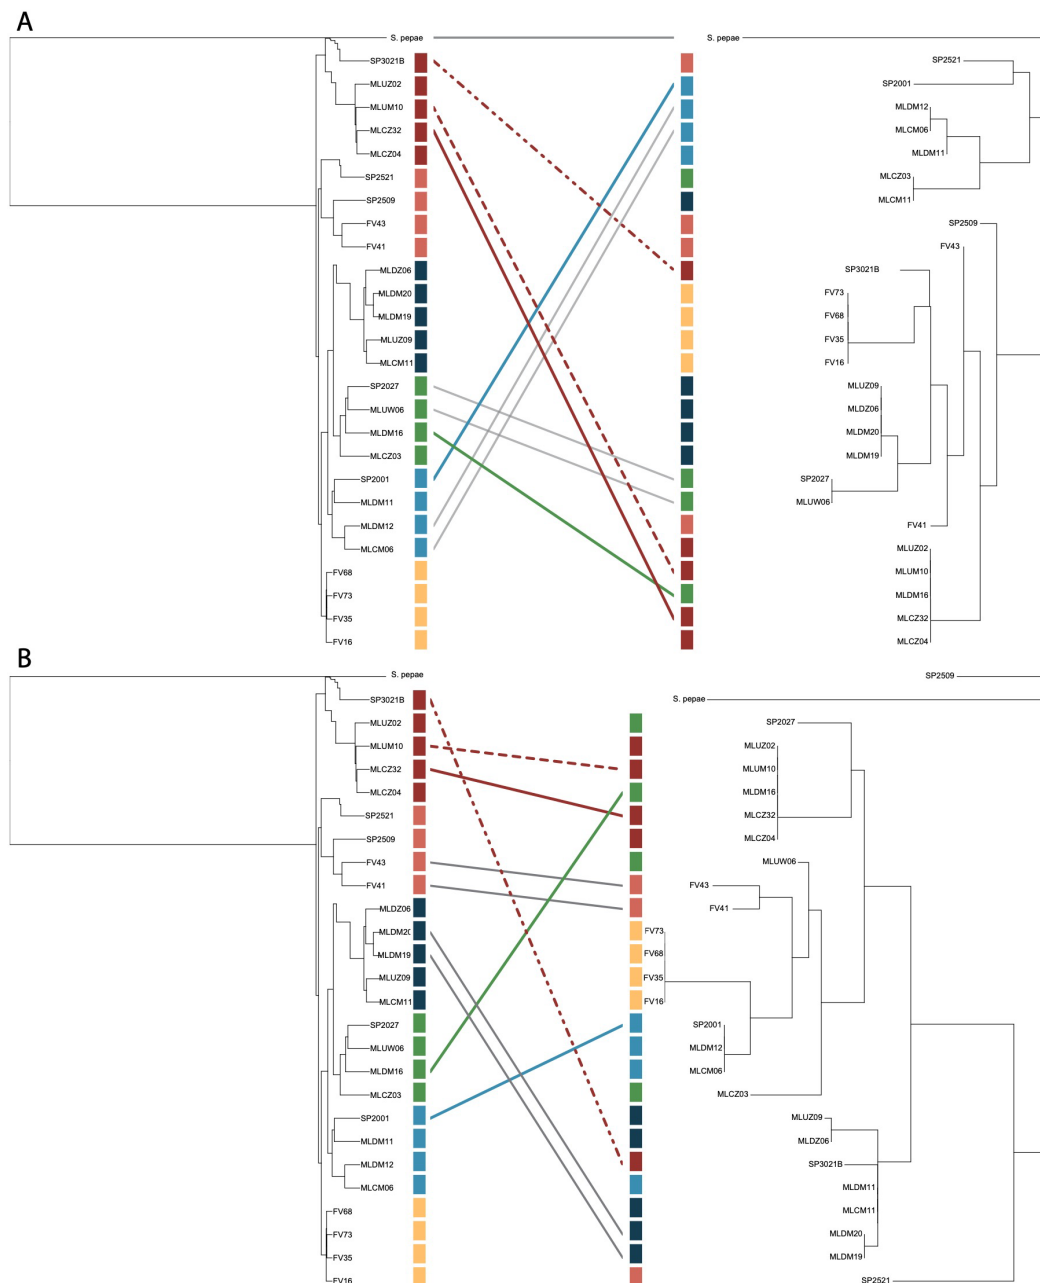 A
S. pepae
SP3021B
MLUZ02
MLUM10
MLCZ32
MLCZ04
SP2521
SP2509
FV43
FV41
MLDZ06
MLDM20
MLDM19
MLUZ09
MLCM11
SP2027
MLUW06
MLDM16
MLCZ03
SP2001
MLDM11
MLDM12
MLCM06
FV68
FV73
FV35
FV16
S. pepae
SP2521
SP2001
MLDM12
MLCM06
MLDM11
MLCZ03
MLCM11
SP2509
FV43
SP3021B
FV73
FV68
FV35
FV16
MLUZ09
MLDZ06
MLDM20
MLDM19
SP2027
MLUW06
FV41
MLUZ02
MLUM10
MLDM16
MLCZ32
MLCZ04
B
S. pepae
SP3021B
MLUZ02
MLUM10
MLCZ32
MLCZ04
SP2521
SP2509
FV43
FV41
MLDZ06
MLDM20
MLDM19
MLUZ09
MLCM11
SP2027
MLUW06
MLDM16
MLCZ03
SP2001
MLDM11
MLDM12
MLCM06
FV68
FV73
FV35
FV16
SP2509
S. pepae
SP2027
MLUZ02
MLUM10
MLDM16
MLCZ32
MLCZ04
MLUW06
FV43
FV41
FV73
FV68
FV35
FV16
SP2001
MLDM12
MLCM06
MLCZ03
MLUZ09
MLDZ06
SP3021B
MLDM11
MLCM11
MLDM20
MLDM19
SP2521